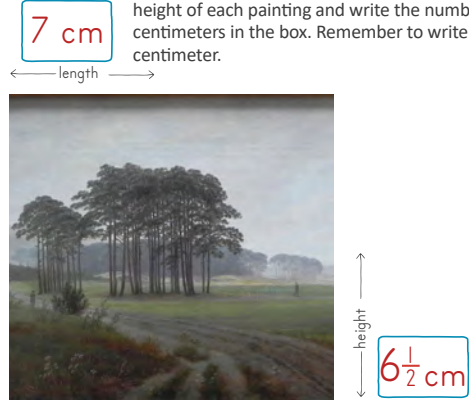 height of each painting and write the numb
7 cm
centimeters in the box. Remember to write
centimeter.
length
height
6½ cm